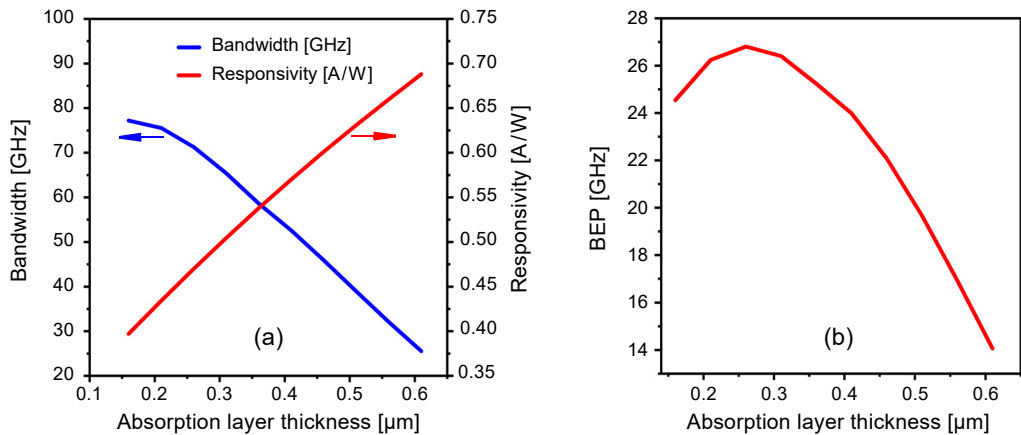 Bandwidth [GHz]
100
90
80
70
60
50
40
30
20
Bandwidth [GHz]
Responsivity [A/W]
(a)
0.75
0.70
0.65
0.60
0.55
0.50
0.45
0.40
0.35
Responsivity [A/W]
0.1 0.2 0.3 0.4 0.5 0.6
Absorption layer thickness [µm]
BEP [GHz]
28
26
24
22
20
18
16
14
(b)
0.2 0.3 0.4 0.5 0.6
Absorption layer thickness [µm]